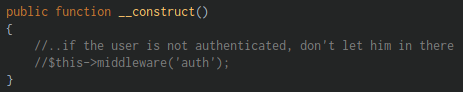 public function __construct()
{
    //..if the user is not authenticated, don't let him in there
    //$this->middleware('auth');
}